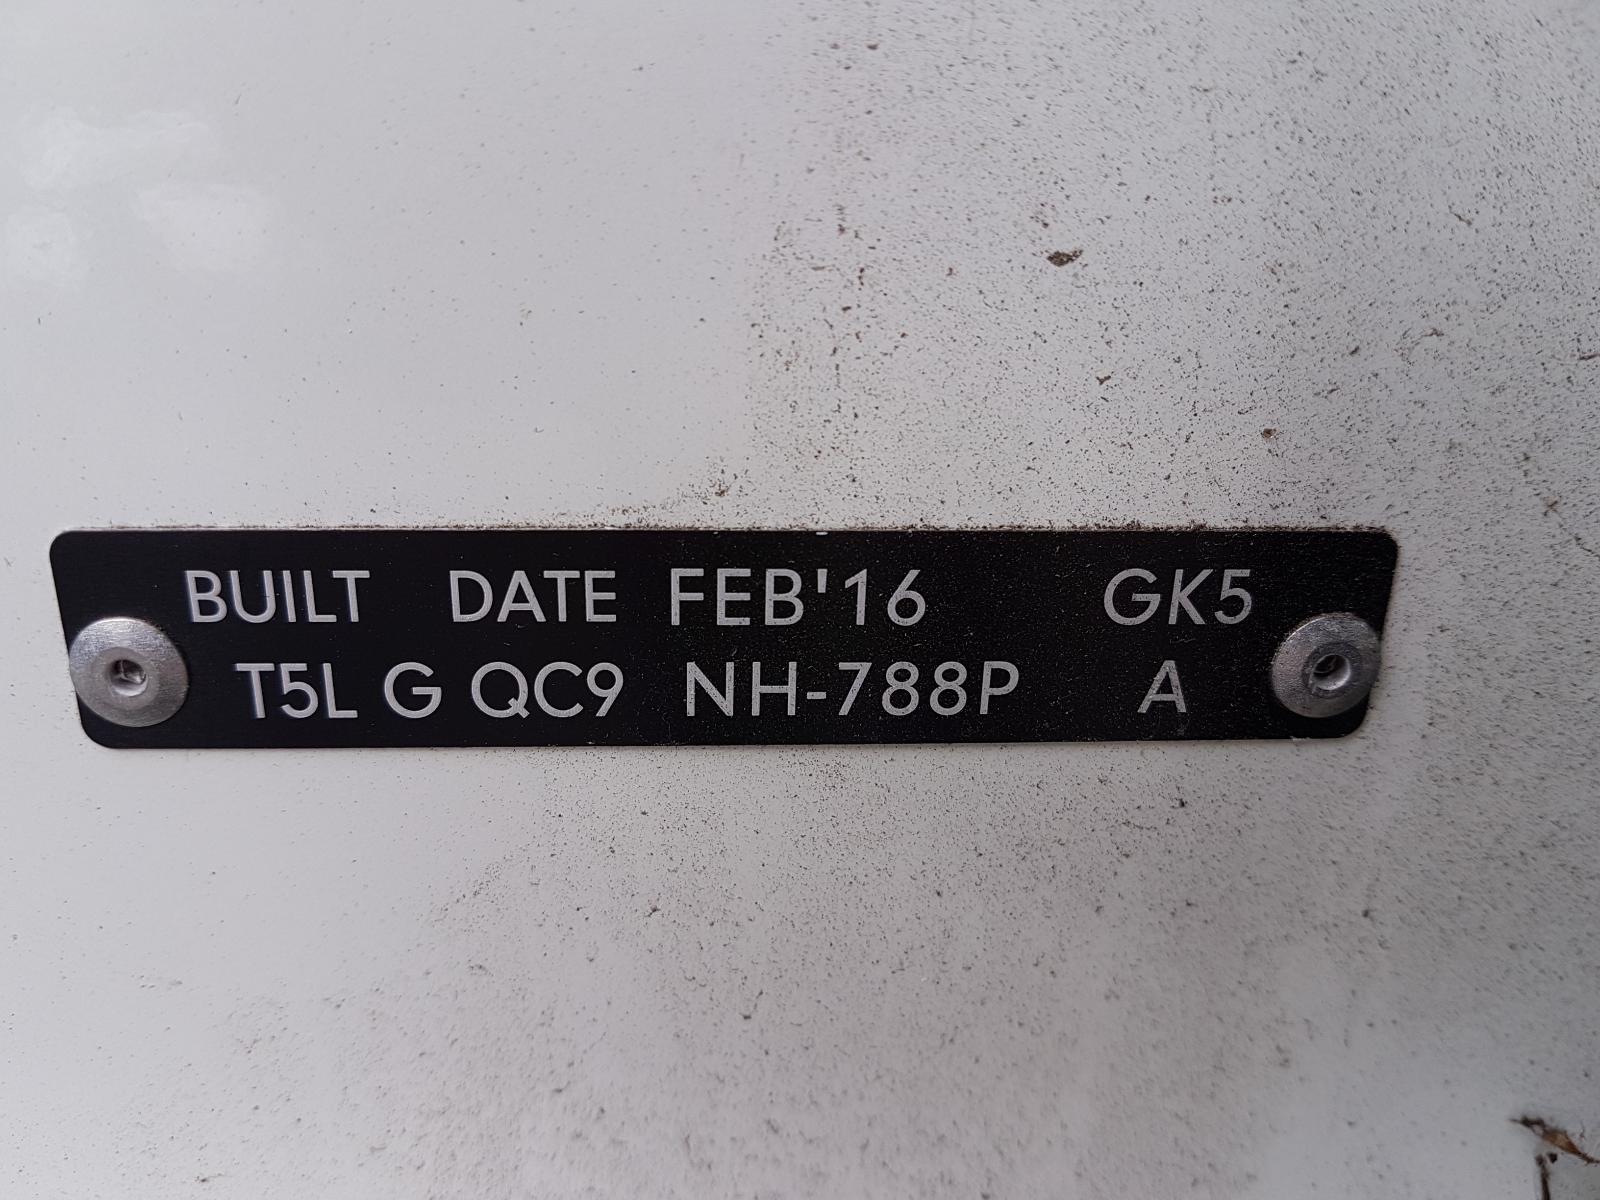 BUILT DATE FEB'16 GK5
T5L G QC9 NH-788P A